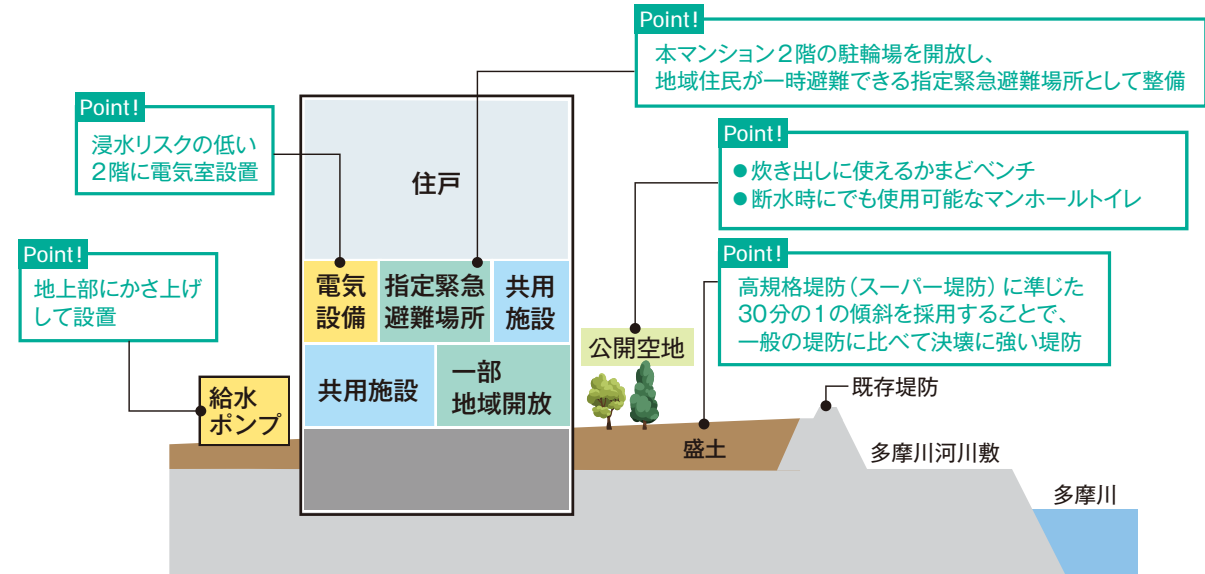 Point!
本マンション2階の駐輪場を開放し、
地域住民が一時避難できる指定緊急避難場所として整備
Point!
浸水リスクの低い
2階に電気室設置
Point!
●炊き出しに使えるかまどベンチ
●断水時にでも使用可能なマンホールトイレ
Point!
地上部にかさ上げ
して設置
Point!
高規格堤防(スーパー堤防)に準じた
30分の1の傾斜を採用することで、
一般の堤防に比べて決壊に強い堤防
住戸
電気
設備
指定緊急
避難場所
共用
施設
公開空地
共用施設
一部
地域開放
給水
ポンプ
既存堤防
盛土
多摩川河川敷
多摩川